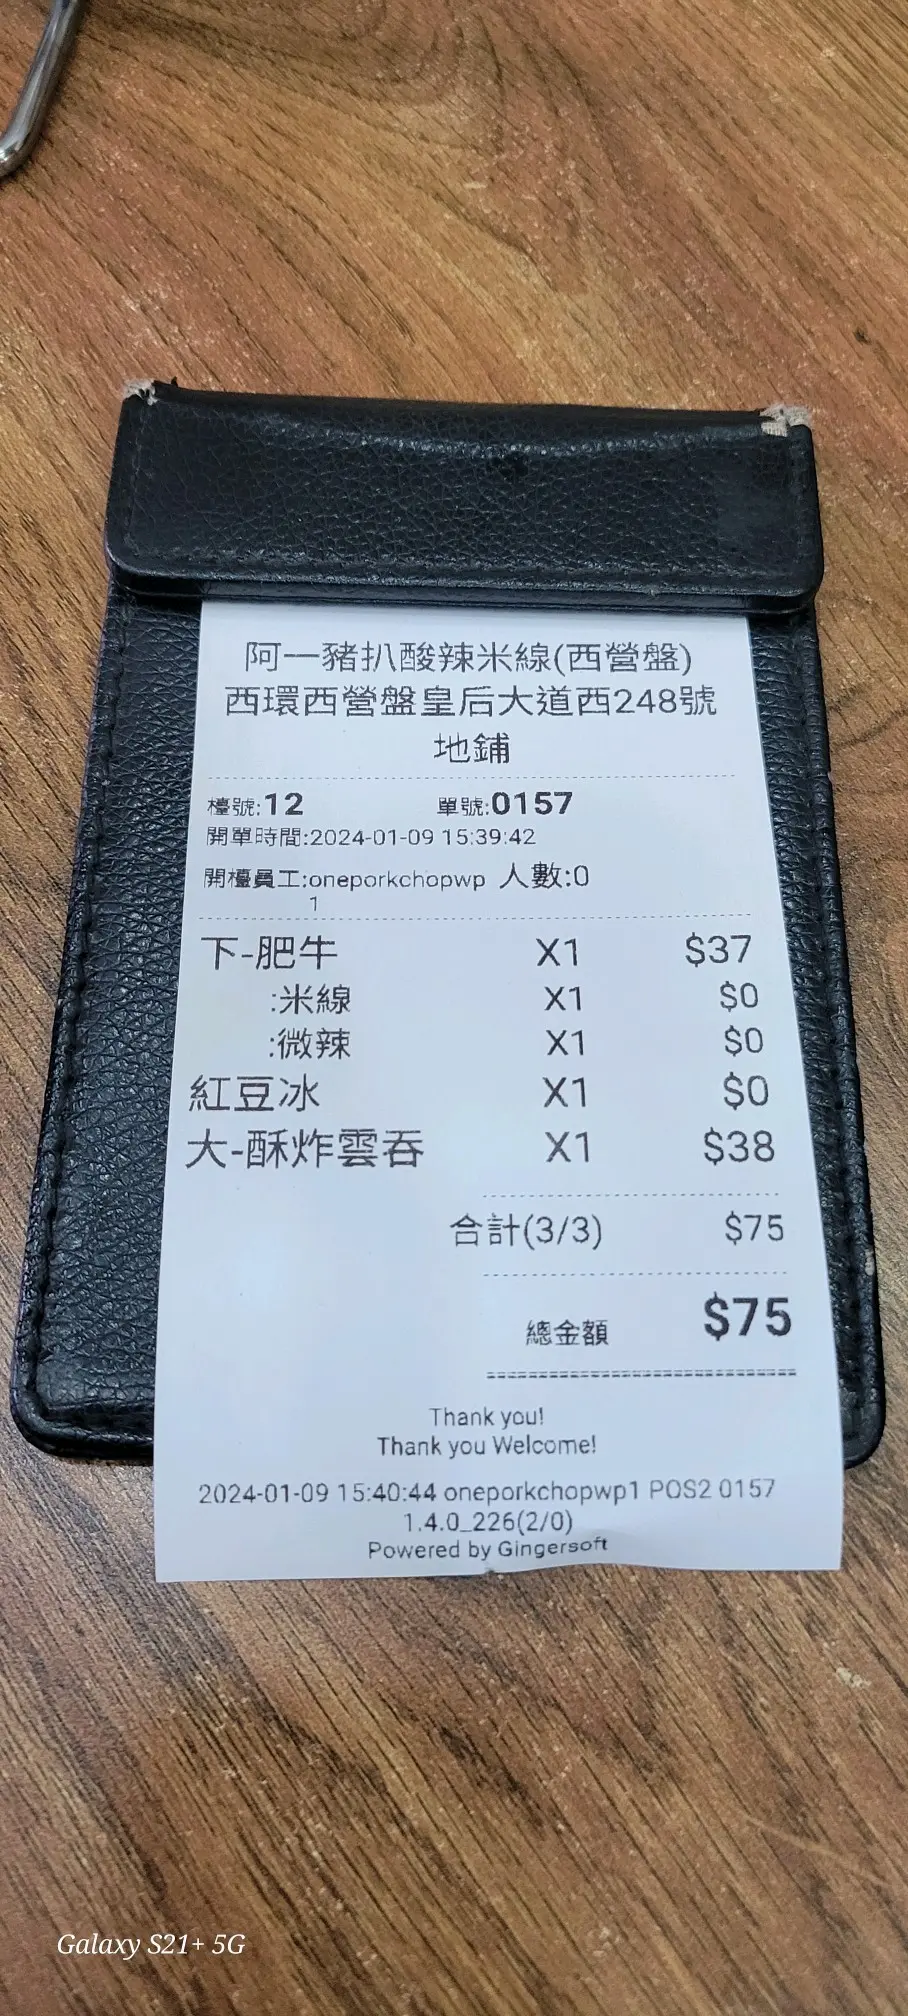 阿一豬扒酸辣米線(西營盤)
西環西營盤皇后大道西248號
地鋪
檯號:12 單號:0157
開單時間:2024-01-09 15:39:42
開檯員工:oneporkchopwp 人數:0
1
下-肥牛 X1 $37
:米線 X1 $0
:微辣 X1 $0
紅豆冰 X1 $0
大-酥炸雲吞 X1 $38
合計(3/3) $75
總金額 $75
Thank you!
Thank you Welcome!
2024-01-09 15:40:44 oneporkchopwp1 POS2 0157
1.4.0_226(2/0)
Powered by Gingersoft
Galaxy S21+ 5G